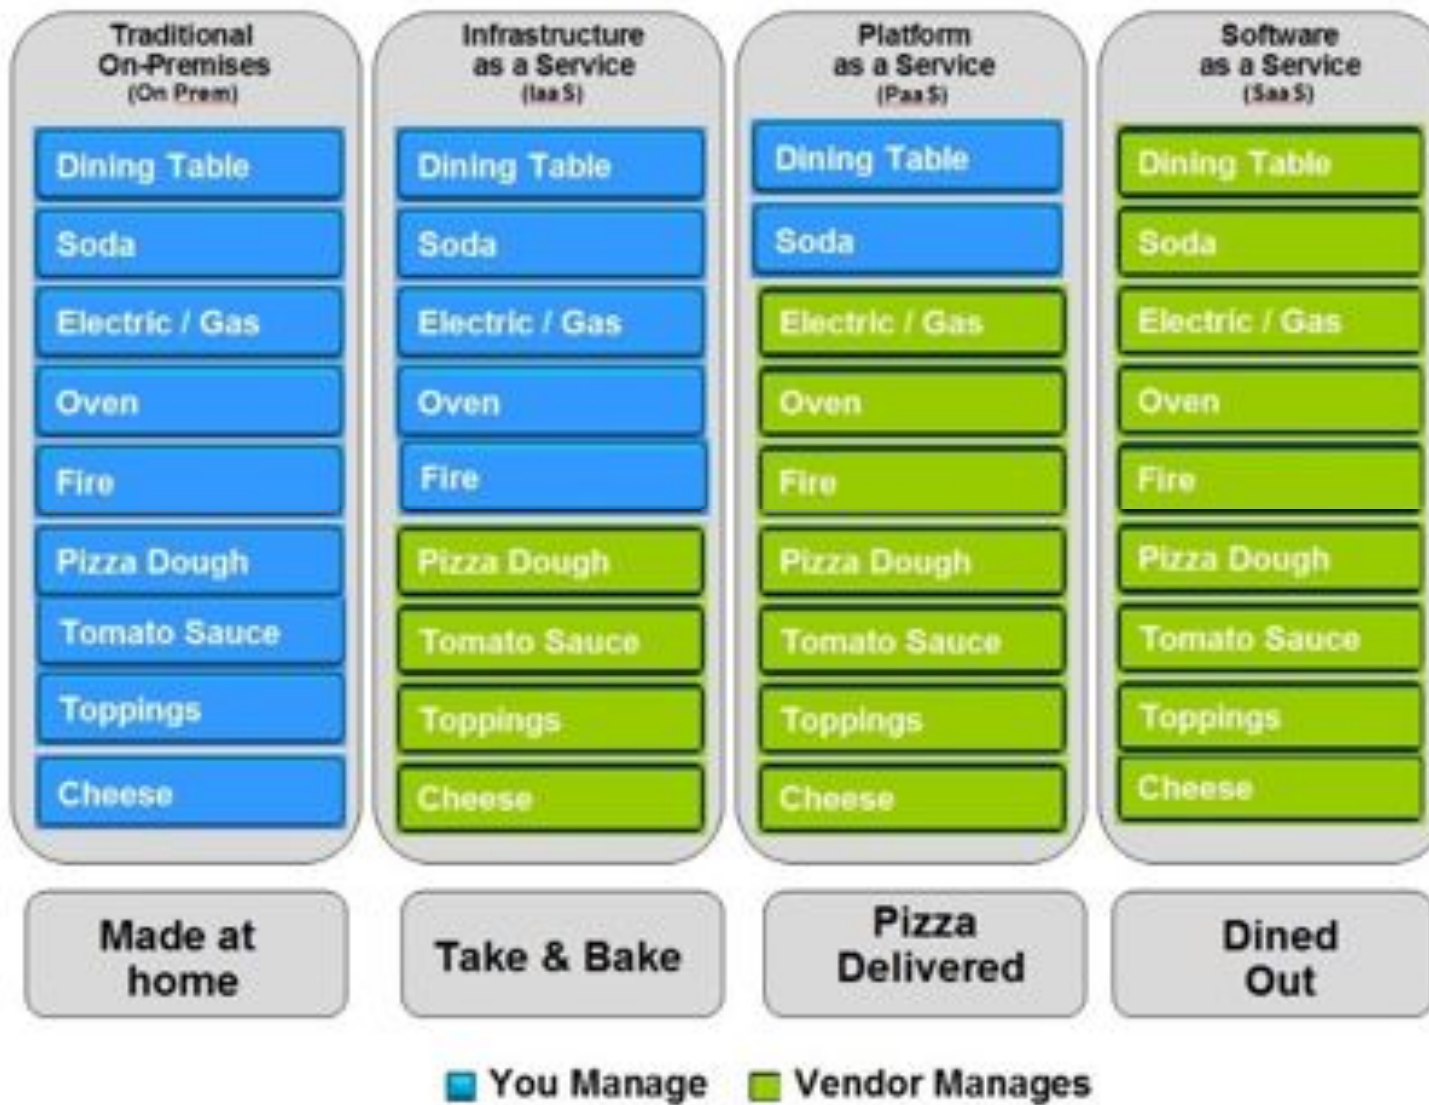 Traditional
On-Premises
(On Prem)
Dining Table
Soda
Electric / Gas
Oven
Fire
Pizza Dough
Tomato Sauce
Toppings
Cheese
Made at
home
Infrastructure
as a Service
(IaaS)
Dining Table
Soda
Electric / Gas
Oven
Fire
Pizza Dough
Tomato Sauce
Toppings
Cheese
Take & Bake
Platform
as a Service
(PaaS)
Dining Table
Soda
Electric / Gas
Oven
Fire
Pizza Dough
Tomato Sauce
Toppings
Cheese
Pizza
Delivered
Software
as a Service
(SaaS)
Dining Table
Soda
Electric / Gas
Oven
Fire
Pizza Dough
Tomato Sauce
Toppings
Cheese
Dined
Out
You Manage
Vendor Manages